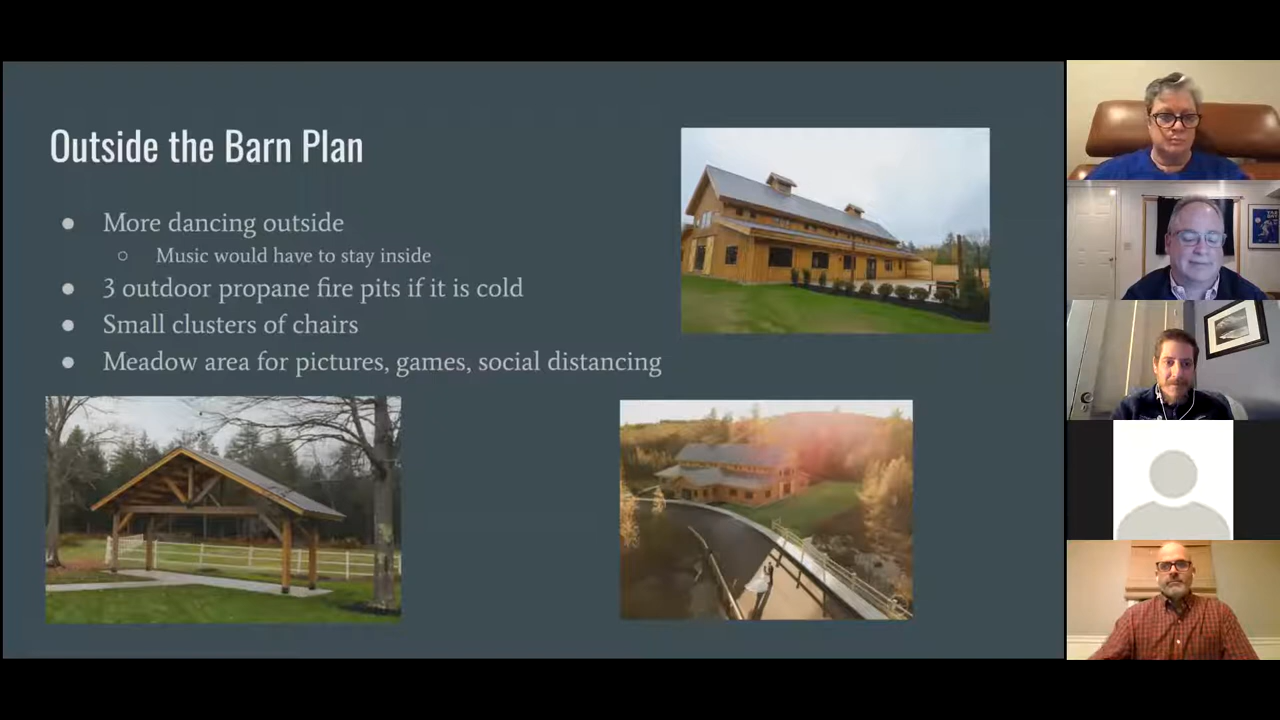 Outside the Barn Plan
● More dancing outside
○ Music would have to stay inside
● 3 outdoor propane fire pits if it is cold
● Small clusters of chairs
● Meadow area for pictures, games, social distancing